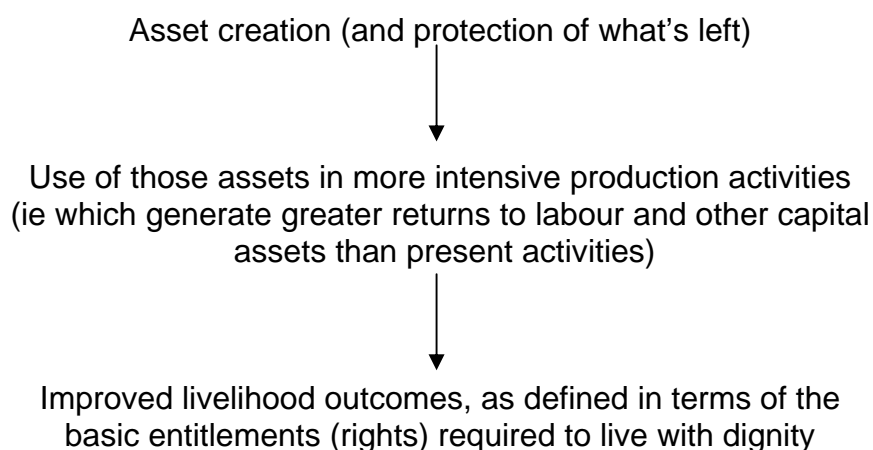 Asset creation (and protection of what’s left)
Use of those assets in more intensive production activities
(ie which generate greater returns to labour and other capital
assets than present activities)
Improved livelihood outcomes, as defined in terms of the
basic entitlements (rights) required to live with dignity